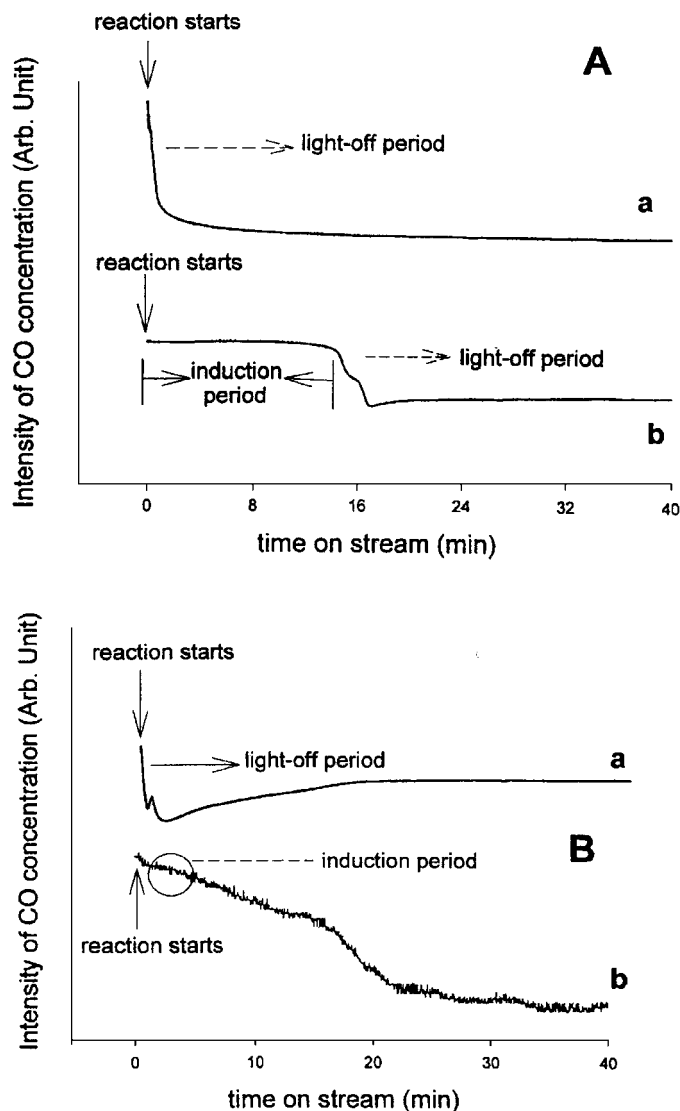 reaction starts
A
light-off period
a
reaction starts
light-off period
induction
period
b
Intensity of CO concentration (Arb. Unit)
0 8 16 24 32 40
time on stream (min)
reaction starts
light-off period
a
B
induction period
reaction starts
b
Intensity of CO concentration (Arb. Unit)
0 10 20 30 40
time on stream (min)